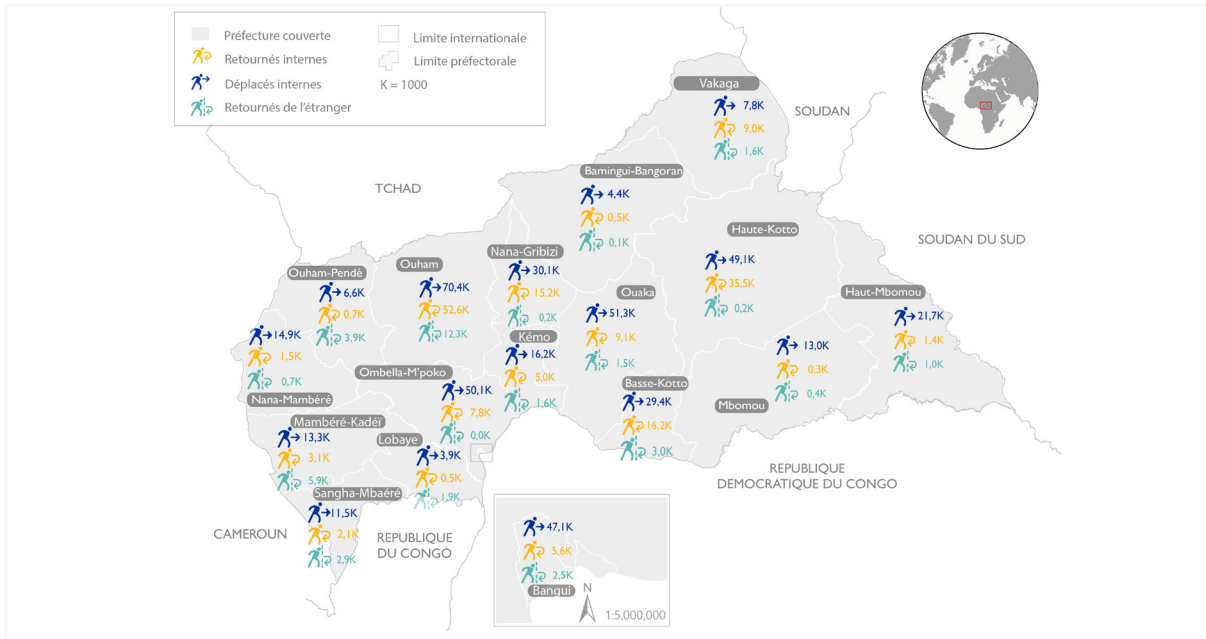 Préfecture couverte
Retournés internes
Déplacés internes
Retournés de l'étranger
Limite internationale
Limite préfectorale
K = 1000
Vakaga
7,8K
9,0K
1,6K
SOUDAN
TCHAD
Bamingui-Bangoran
4,4K
0,5K
0,1K
Haute-Kotto
49,1K
35,5K
0,2K
SOUDAN DU SUD
Nana-Gribizi
30,1K
15,2K
0,2K
Ouham
70,4K
52,6K
12,3K
Ouham-Pendé
6,6K
0,7K
3,9K
Ouaka
51,3K
9,1K
1,5K
Haut-Mbomou
21,7K
1,4K
1,0K
14,9K
1,5K
0,7K
Nana-Mambéré
Kémo
16,2K
5,0K
1,6K
13,0K
0,3K
0,4K
Mbomou
Ombella-M'poko
50,1K
7,8K
0,0K
Basse-Kotto
29,4K
16,2K
3,0K
Mambéré-Kadéï
13,3K
3,1K
5,9K
Lobaye
3,9K
0,5K
1,9K
Sangha-Mbaéré
11,5K
2,1K
2,9K
CAMEROUN
REPUBLIQUE
DU CONGO
REPUBLIQUE
DEMOCRATIQUE DU CONGO
47,1K
5,6K
2,5K
Bangui
N
1:5,000,000